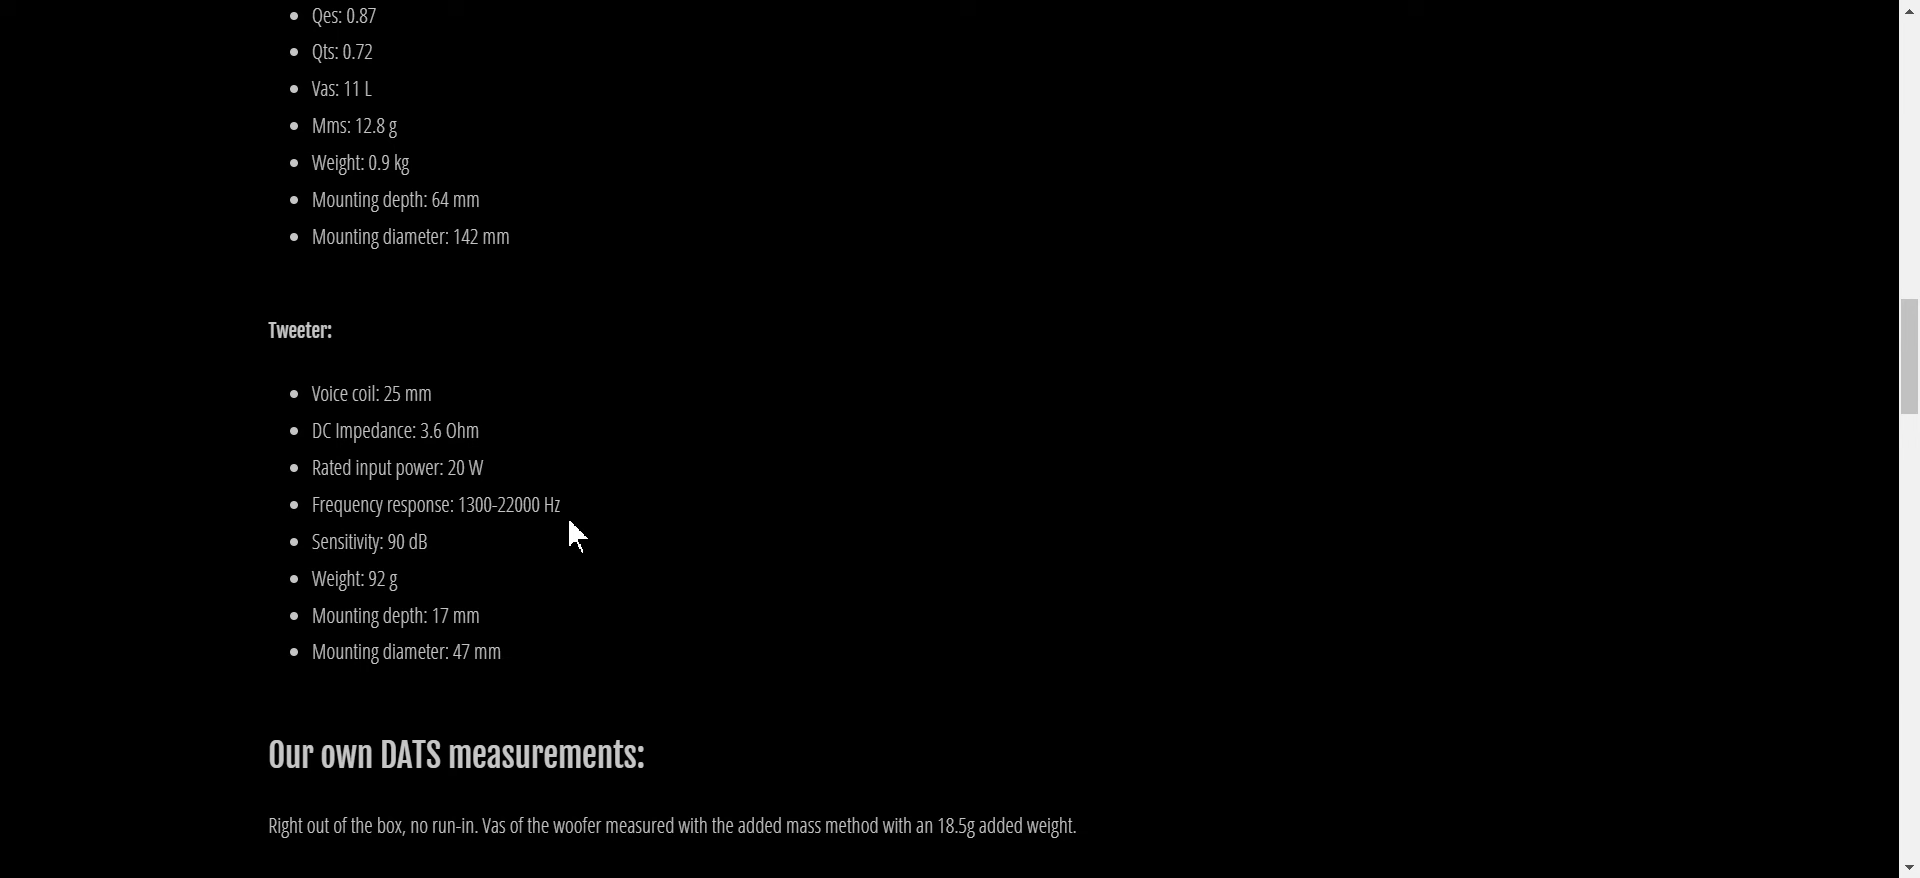 Qes: 0.87
Qts: 0.72
Vas: 11 L
Mms: 12.8 g
Weight: 0.9 kg
Mounting depth: 64 mm
Mounting diameter: 142 mm
Tweeter:
Voice coil: 25 mm
DC Impedance: 3.6 Ohm
Rated input power: 20 W
Frequency response: 1300-22000 Hz
Sensitivity: 90 dB
Weight: 92 g
Mounting depth: 17 mm
Mounting diameter: 47 mm
Our own DATS measurements:
Right out of the box, no run-in. Vas of the woofer measured with the added mass method with an 18.5g added weight.